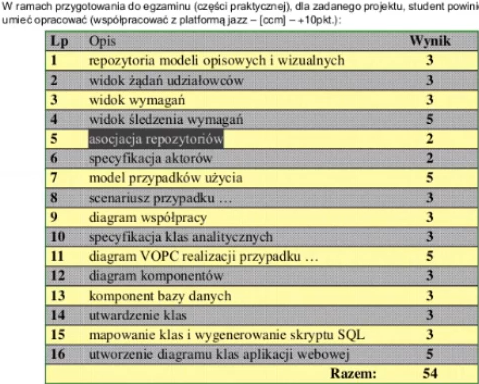 W ramach przygotowania do egzaminu (części praktycznej), dla zadanego projektu, student powini
umieć opracować (współpracować z platformą jazz – [ccm] – +10pkt.):
Lp Opis Wynik
1 repozytoria modeli opisowych i wizualnych 3
2 widok żądań udziałowców 3
3 widok wymagań 3
4 widok śledzenia wymagań 5
5 asocjacja repozytoriów 2
6 specyfikacja aktorów 2
7 model przypadków użycia 5
8 scenariusz przypadku … 3
9 diagram współpracy 3
10 specyfikacja klas analitycznych 3
11 diagram VOPC realizacji przypadku … 5
12 diagram komponentów 3
13 komponent bazy danych 3
14 utwardzenie klas 3
15 mapowanie klas i wygenerowanie skryptu SQL 3
16 utworzenie diagramu klas aplikacji webowej 5
Razem: 54